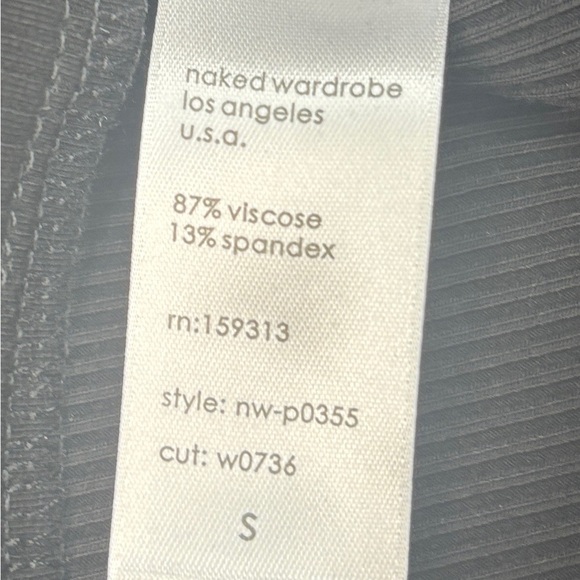 naked wardrobe
los angeles
u.s.a.
87% viscose
13% spandex
rn:159313
style: nw-p0355
cut: w0736
S